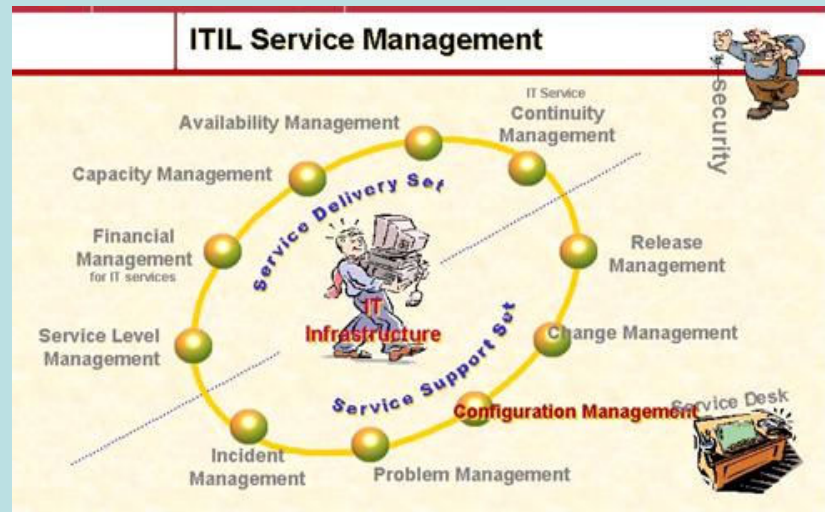 ITIL Service Management
security
IT Service
Continuity
Management
Availability Management
Capacity Management
Service Delivery Set
Financial
Management
for IT services
Release
Management
IT
Infrastructure
Service Level
Management
Change Management
Service Support Set
Service Desk
Configuration Management
Incident
Management
Problem Management